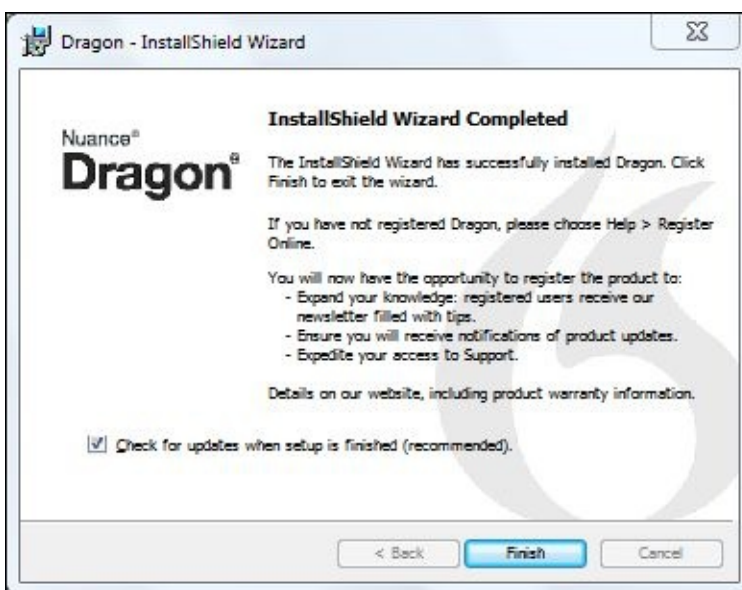 Dragon - InstallShield Wizard
InstallShield Wizard Completed
Nuance®
Dragon®
The InstallShield Wizard has successfully installed Dragon. Click
Finish to exit the wizard.
If you have not registered Dragon, please choose Help > Register
Online.
You will now have the opportunity to register the product to:
- Expand your knowledge: registered users receive our
newsletter filled with tips.
- Ensure you will receive notifications of product updates.
- Expedite your access to Support.
Details on our website, including product warranty information.
Check for updates when setup is finished (recommended).
< Back
Finish
Cancel